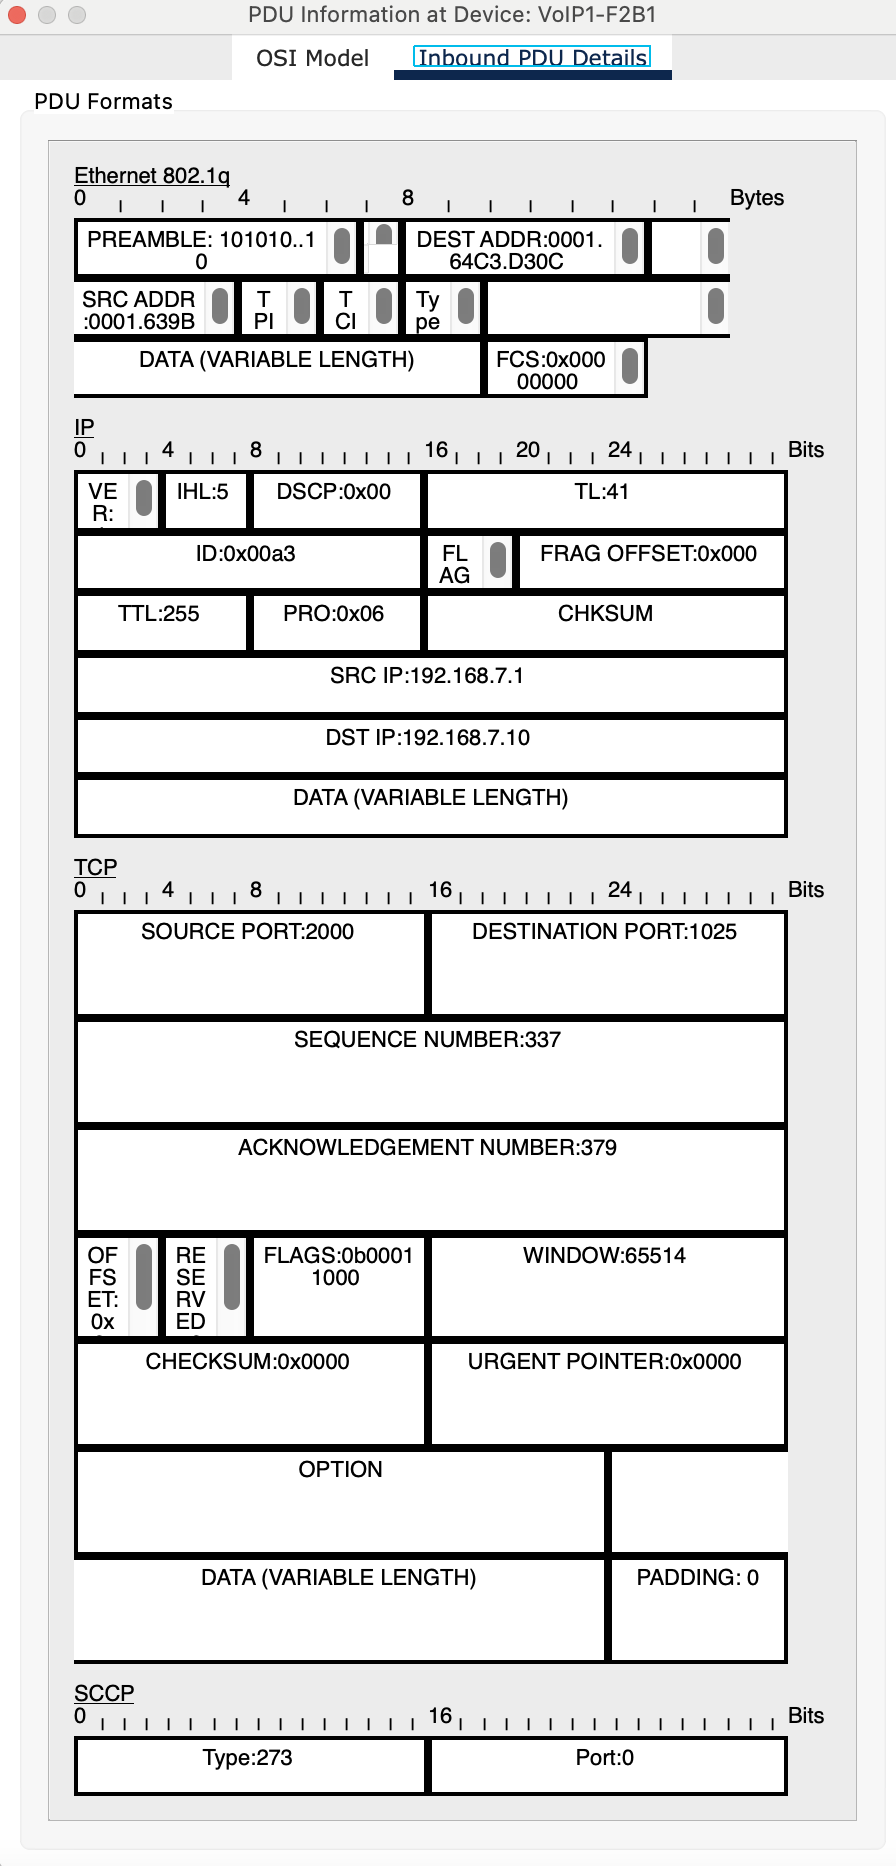 PDU Information at Device: VoIP1-F2B1
OSI Model
Inbound PDU Details
PDU Formats
Ethernet 802.1q
0 4 8 Bytes
PREAMBLE: 101010..1
0
DEST ADDR:0001.
64C3.D30C
SRC ADDR
:0001.639B
T
PI
T
CI
Ty
pe
DATA (VARIABLE LENGTH)
FCS:0x000
00000
IP
0 4 8 16 20 24 Bits
VE
R:
IHL:5
DSCP:0x00
TL:41
ID:0x00a3
FL
AG
FRAG OFFSET:0x000
TTL:255
PRO:0x06
CHKSUM
SRC IP:192.168.7.1
DST IP:192.168.7.10
DATA (VARIABLE LENGTH)
TCP
0 4 8 16 24 Bits
SOURCE PORT:2000
DESTINATION PORT:1025
SEQUENCE NUMBER:337
ACKNOWLEDGEMENT NUMBER:379
OF
FS
ET:
0x
RE
SE
RV
ED
FLAGS:0b0001
1000
WINDOW:65514
CHECKSUM:0x0000
URGENT POINTER:0x0000
OPTION
DATA (VARIABLE LENGTH)
PADDING: 0
SCCP
0 16 Bits
Type:273
Port:0